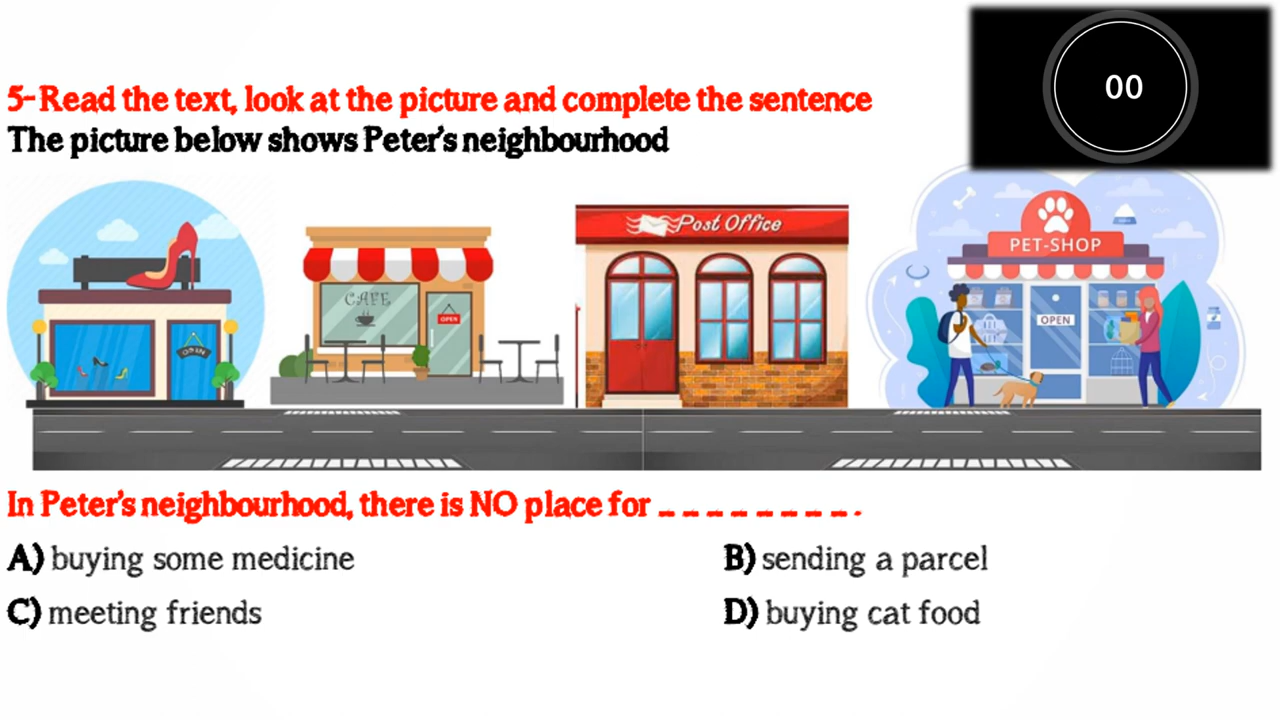 00
5-Read the text, look at the picture and complete the sentence
The picture below shows Peter's neighbourhood
Post Office
PET-SHOP
CAFE
OPEN
OPEN
OPEN
In Peter's neighbourhood, there is NO place for _ _ _ _ _ _ _ _ .
A) buying some medicine
B) sending a parcel
C) meeting friends
D) buying cat food